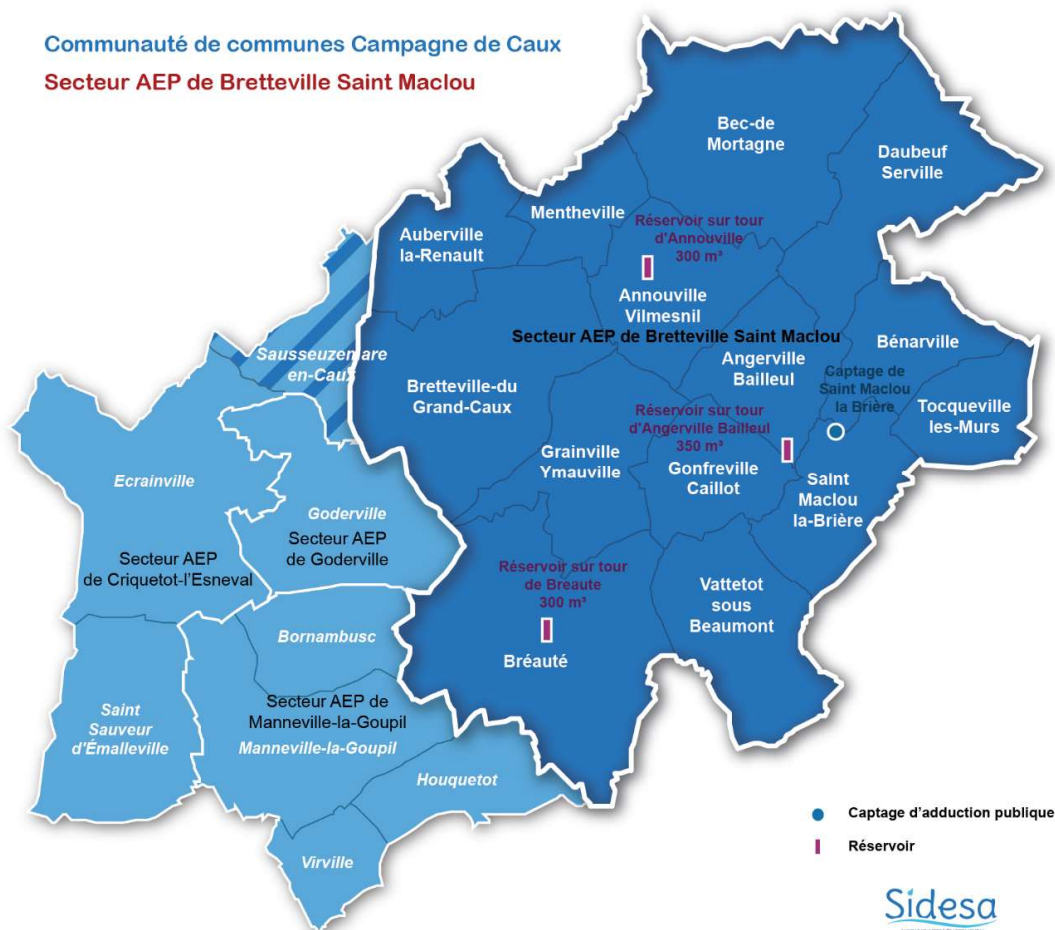 Communauté de communes Campagne de Caux
Secteur AEP de Bretteville Saint Maclou
Bec-de
Mortagne
Daubeuf
Serville
Mentheville
Auberville
la-Renault
Réservoir sur tour
d'Annouville
300 m³
Annouville
Vilmesnil
Secteur AEP de Bretteville Saint Maclou
Sausseuzemare
en-Caux
Bénarville
Angerville
Bailleul
Captage de
Saint Maclou
la Brière
Bretteville-du
Grand-Caux
Tocqueville
les-Murs
Réservoir sur tour
d'Angerville Bailleul
350 m³
Grainville
Ymauville
Gonfreville
Caillot
Saint
Maclou
la-Brière
Ecrainville
Goderville
Secteur AEP
de Goderville
Secteur AEP
de Criquetot-l'Esneval
Réservoir sur tour
de Breaute
300 m³
Vattetot
sous
Beaumont
Bornambusc
Bréauté
Secteur AEP de
Manneville-la-Goupil
Manneville-la-Goupil
Saint
Sauveur
d'Émalleville
Houquetot
Virville
Captage d'adduction publique
Réservoir
Sidesa